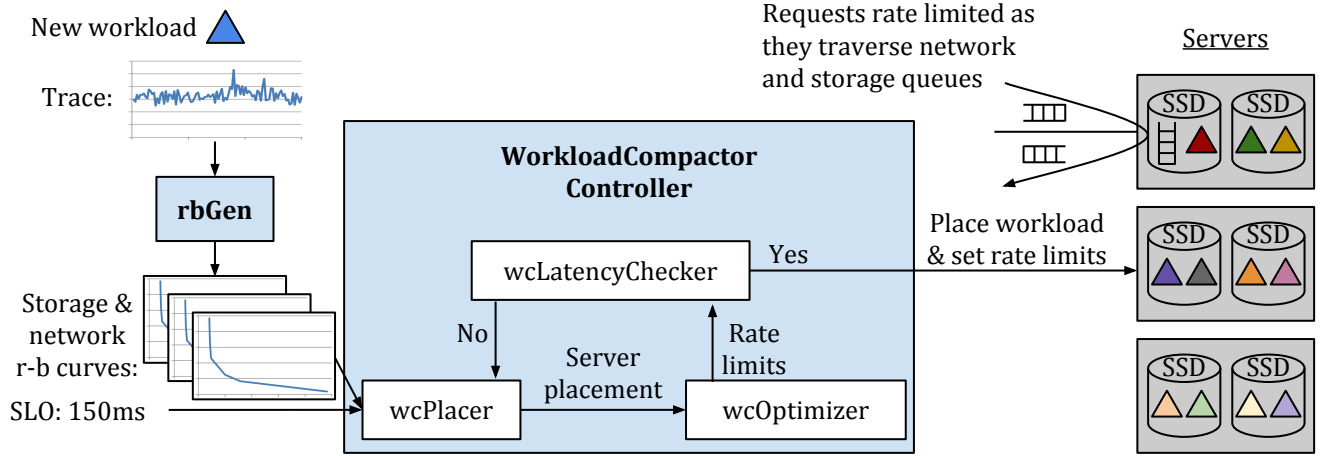 New workload
Trace:
rbGen
Storage &
network
r-b curves:
SLO: 150ms
WorkloadCompactor
Controller
wcLatencyChecker
Yes
No
Server
placement
Rate
limits
wcPlacer
wcOptimizer
Requests rate limited as
they traverse network
and storage queues
Place workload
& set rate limits
Servers
SSD SSD
SSD SSD
SSD SSD